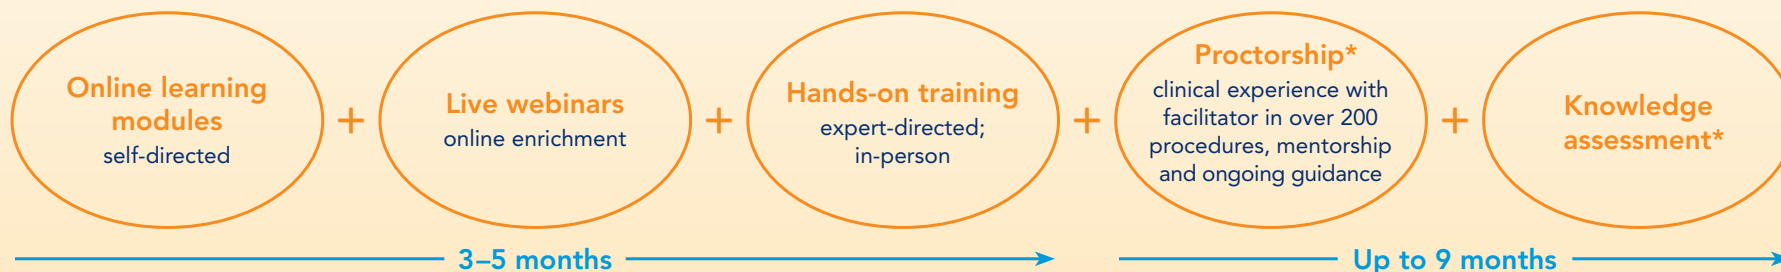 Online learning
modules
self-directed
+
Live webinars
online enrichment
+
Hands-on training
expert-directed;
in-person
+
Proctorship*
clinical experience with
facilitator in over 200
procedures, mentorship
and ongoing guidance
+
Knowledge
assessment*
3–5 months
Up to 9 months